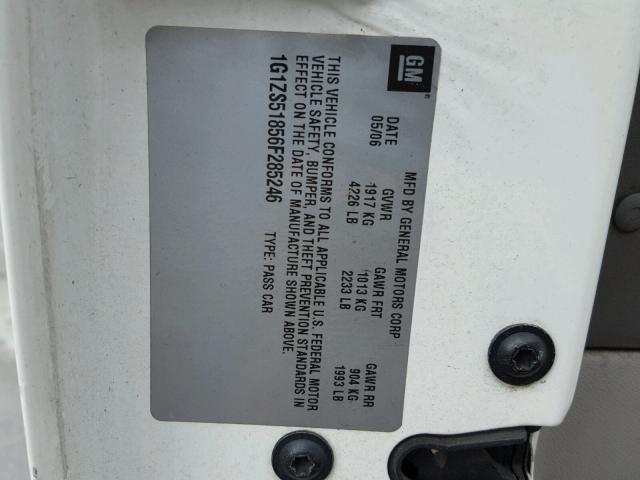 GM
MFD BY GENERAL MOTORS CORP
DATE GVWR GAWR FRT GAWR RR
05/06 1917 KG 1013 KG 904 KG
4226 LB 2233 LB 1993 LB
THIS VEHICLE CONFORMS TO ALL APPLICABLE U.S. FEDERAL MOTOR
VEHICLE SAFETY, BUMPER, AND THEFT PREVENTION STANDARDS IN
EFFECT ON THE DATE OF MANUFACTURE SHOWN ABOVE.
1G1ZS51856F285246 TYPE: PASS CAR